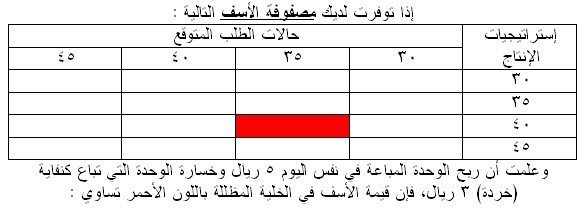 إذا توفرت لديك مصفوفة الأسف التالية :
إستراتيجيات الإنتاج
حالات الطلب المتوقع
٣٠ ٣٥ ٤٠ ٤٥
٣٠
٣٥
٤٠
٤٥
وعلمت أن ربح الوحدة المباعة في نفس اليوم ٥ ريال وخسارة الوحدة التي تباع كنفاية
(خردة) ٣ ريال، فإن قيمة الأسف في الخلية المظللة باللون الأحمر تساوي :